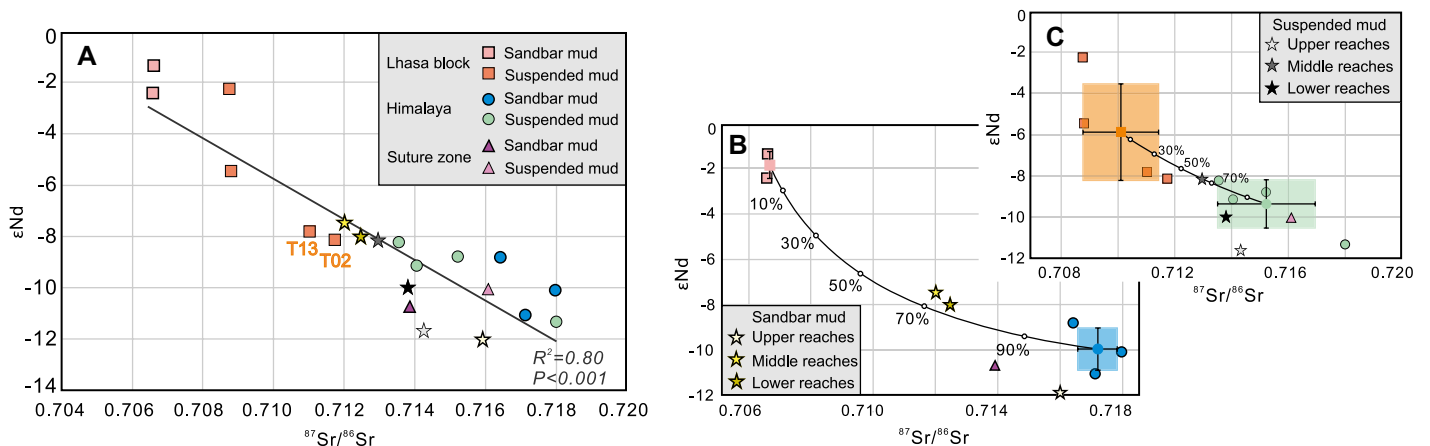 A
0
-2
-4
-6
-8
-10
-12
-14
εNd
0.704
0.706
0.708
0.710
0.712
0.714
0.716
0.718
0.720
⁸⁷Sr/⁸⁶Sr
Lhasa block
Sandbar mud
Suspended mud
Himalaya
Sandbar mud
Suspended mud
Suture zone
Sandbar mud
Suspended mud
T13
T02
R²=0.80
P<0.001
B
0
-2
-4
-6
-8
-10
-12
εNd
0.706
0.710
0.714
0.718
⁸⁷Sr/⁸⁶Sr
10%
30%
50%
70%
90%
Sandbar mud
Upper reaches
Middle reaches
Lower reaches
C
0
-2
-4
-6
-8
-10
-12
εNd
0.708
0.712
0.716
0.720
⁸⁷Sr/⁸⁶Sr
30%
50%
70%
Suspended mud
Upper reaches
Middle reaches
Lower reaches